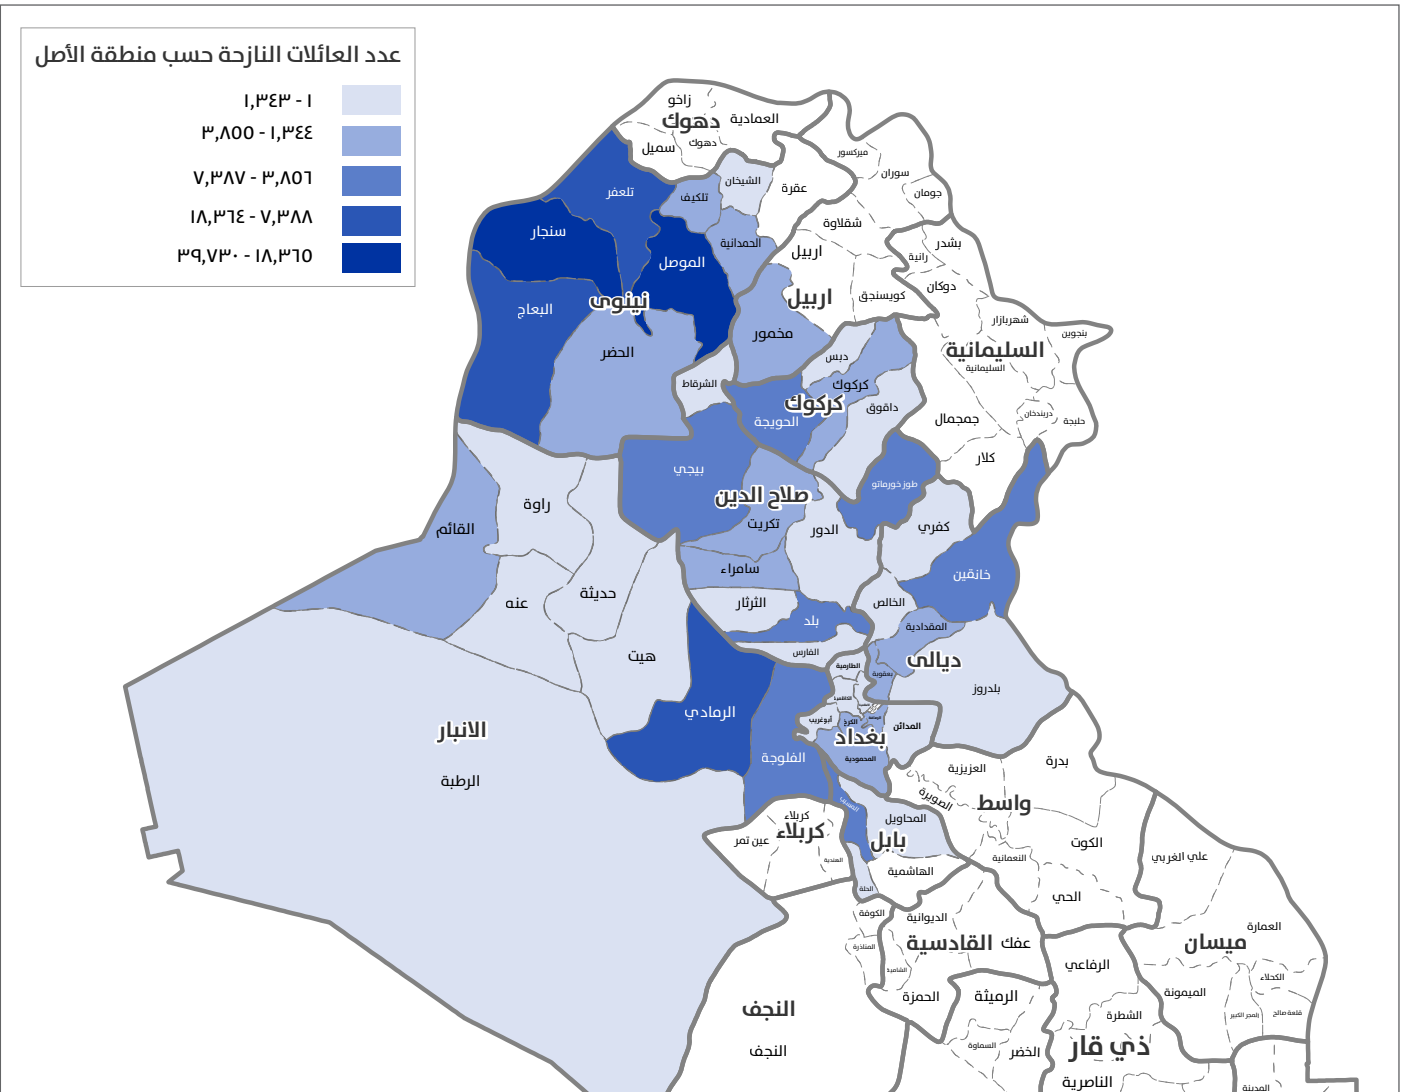 عدد العائلات النازحة حسب منطقة الأصل
١ - ١,٣٤٣
١,٣٤٤ - ٣,٨٥٥
٣,٨٥٦ - ٧,٣٨٧
٧,٣٨٨ - ١٨,٣٦٤
١٨,٣٦٥ - ٣٩,٧٣٠
زاخو
العمادية
دهوك
دهوك
سميل
ميركسور
سوران
جومان
عقرة
الشيخان
تلكيف
تلعفر
سنجار
الحمدانية
الموصل
شقلاوة
اربيل
بشدر
رانية
دوكان
كويسنجق
اربيل
نينوى
البعاج
الحضر
مخمور
شهربازار
بنجوين
السليمانية
السليمانية
دبس
كركوك
الشرقاط
كركوك
داقوق
الحويجة
جمجمال
دربندخان
حلبجة
كلار
بيجي
طوزخورماتو
صلاح الدين
تكريت
الدور
كفري
راوة
القائم
سامراء
خانقين
حديثة
عنه
الثرثار
الخالص
بلد
المقدادية
الفارس
هيت
ديالى
الطارمية
بعقوبة
بلدروز
الرمادي
أبوغريب
الكرخ
المدائن
الانبار
بغداد
المحمودية
الفلوجة
الرطبة
العزيزية
بدرة
الصويرة
واسط
المسيب
المحاويل
كربلاء
كربلاء
عين تمر
بابل
الكوت
الهندية
الهاشمية
النعمانية
علي الغربي
الحلة
الحي
الكوفة
الديوانية
العمارة
المناذرة
القادسية
عفك
ميسان
الشامية
الرفاعي
الكحلاء
الحمزة
الرميثة
الميمونة
النجف
الشطرة
المجر الكبير
قلعة صالح
النجف
السماوة
الخضر
ذي قار
الناصرية
المدينة